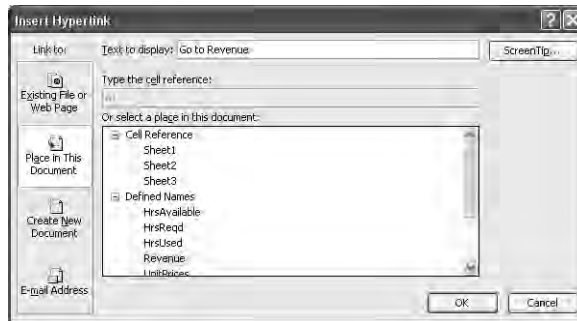 Insert Hyperlink
Link to:
Text to display: Go to Revenue
ScreenTip...
Existing File or
Web Page
Place in This
Document
Create New
Document
E-mail Address
Type the cell reference:
A1
Or select a place in this document:
Cell Reference
Sheet1
Sheet2
Sheet3
Defined Names
HrsAvailable
HrsReqd
HrsUsed
Revenue
UnitPrices
OK
Cancel